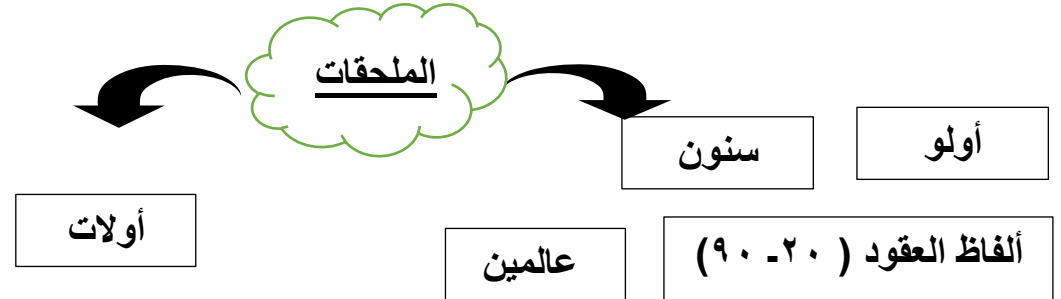 الملحقات
أولو
سنون
أولات
ألفاظ العقود ( ٢٠ـ ٩٠)
عالمين